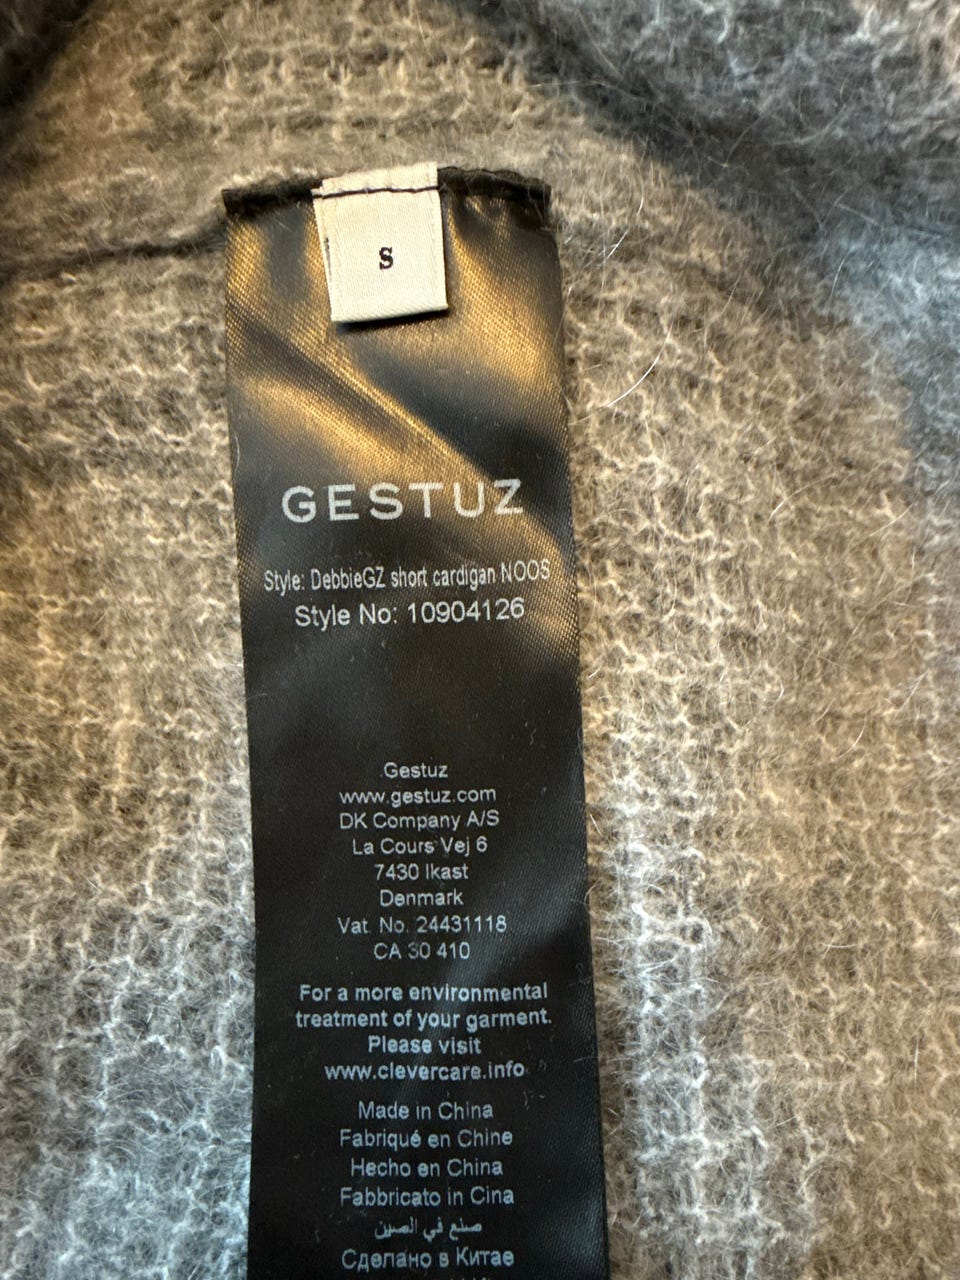 S
GESTUZ
Style: DebbieGZ short cardigan NOOS
Style No: 10904126
Gestuz
www.gestuz.com
DK Company A/S
La Cours Vej 6
7430 Ikast
Denmark
Vat. No. 24431118
CA 30 410
For a more environmental
treatment of your garment.
Please visit
www.clevercare.info
Made in China
Fabriqué en Chine
Hecho en China
Fabbricato in Cina
صنع في الصين
Сделано в Китае